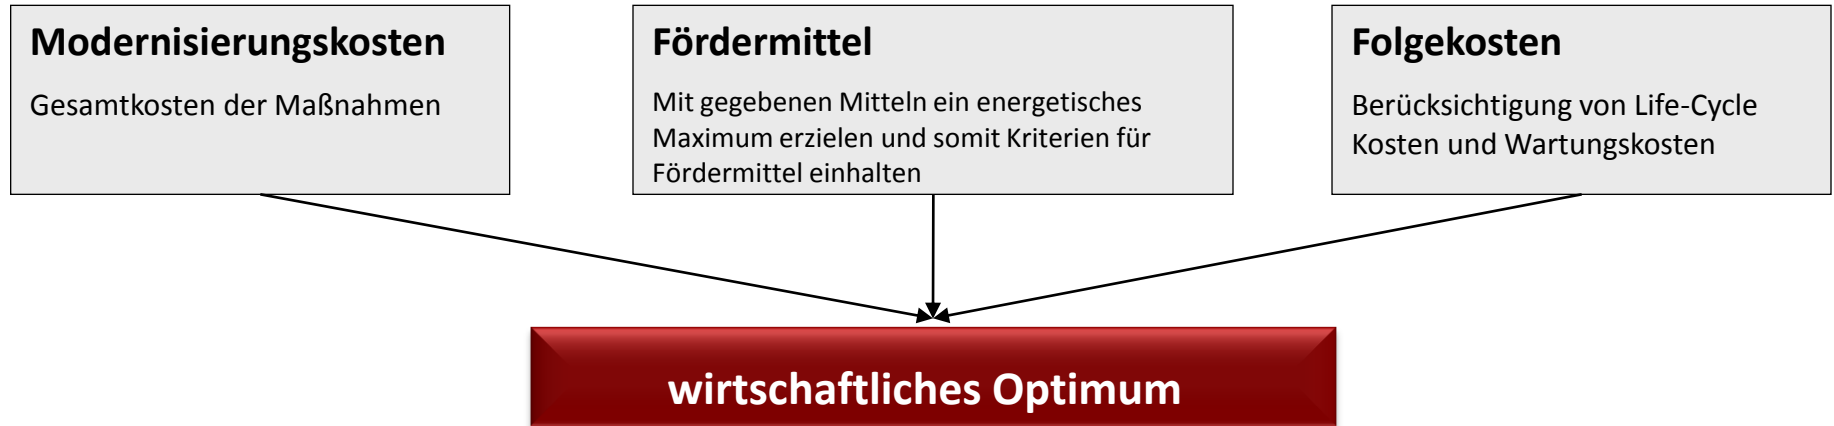 Modernisierungskosten
Gesamtkosten der Maßnahmen
Fördermittel
Mit gegebenen Mitteln ein energetisches
Maximum erzielen und somit Kriterien für
Fördermittel einhalten
Folgekosten
Berücksichtigung von Life-Cycle
Kosten und Wartungskosten
wirtschaftliches Optimum